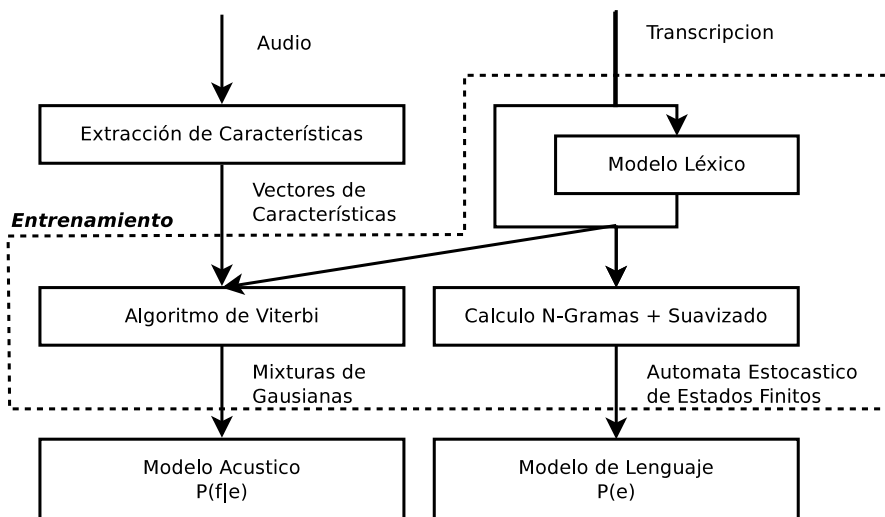 Audio
Transcripcion
Extracción de Características
Modelo Léxico
Vectores de
Características
Entrenamiento
Algoritmo de Viterbi
Calculo N-Gramas + Suavizado
Mixturas de
Gausianas
Automata Estocastico
de Estados Finitos
Modelo Acustico
P(f|e)
Modelo de Lenguaje
P(e)